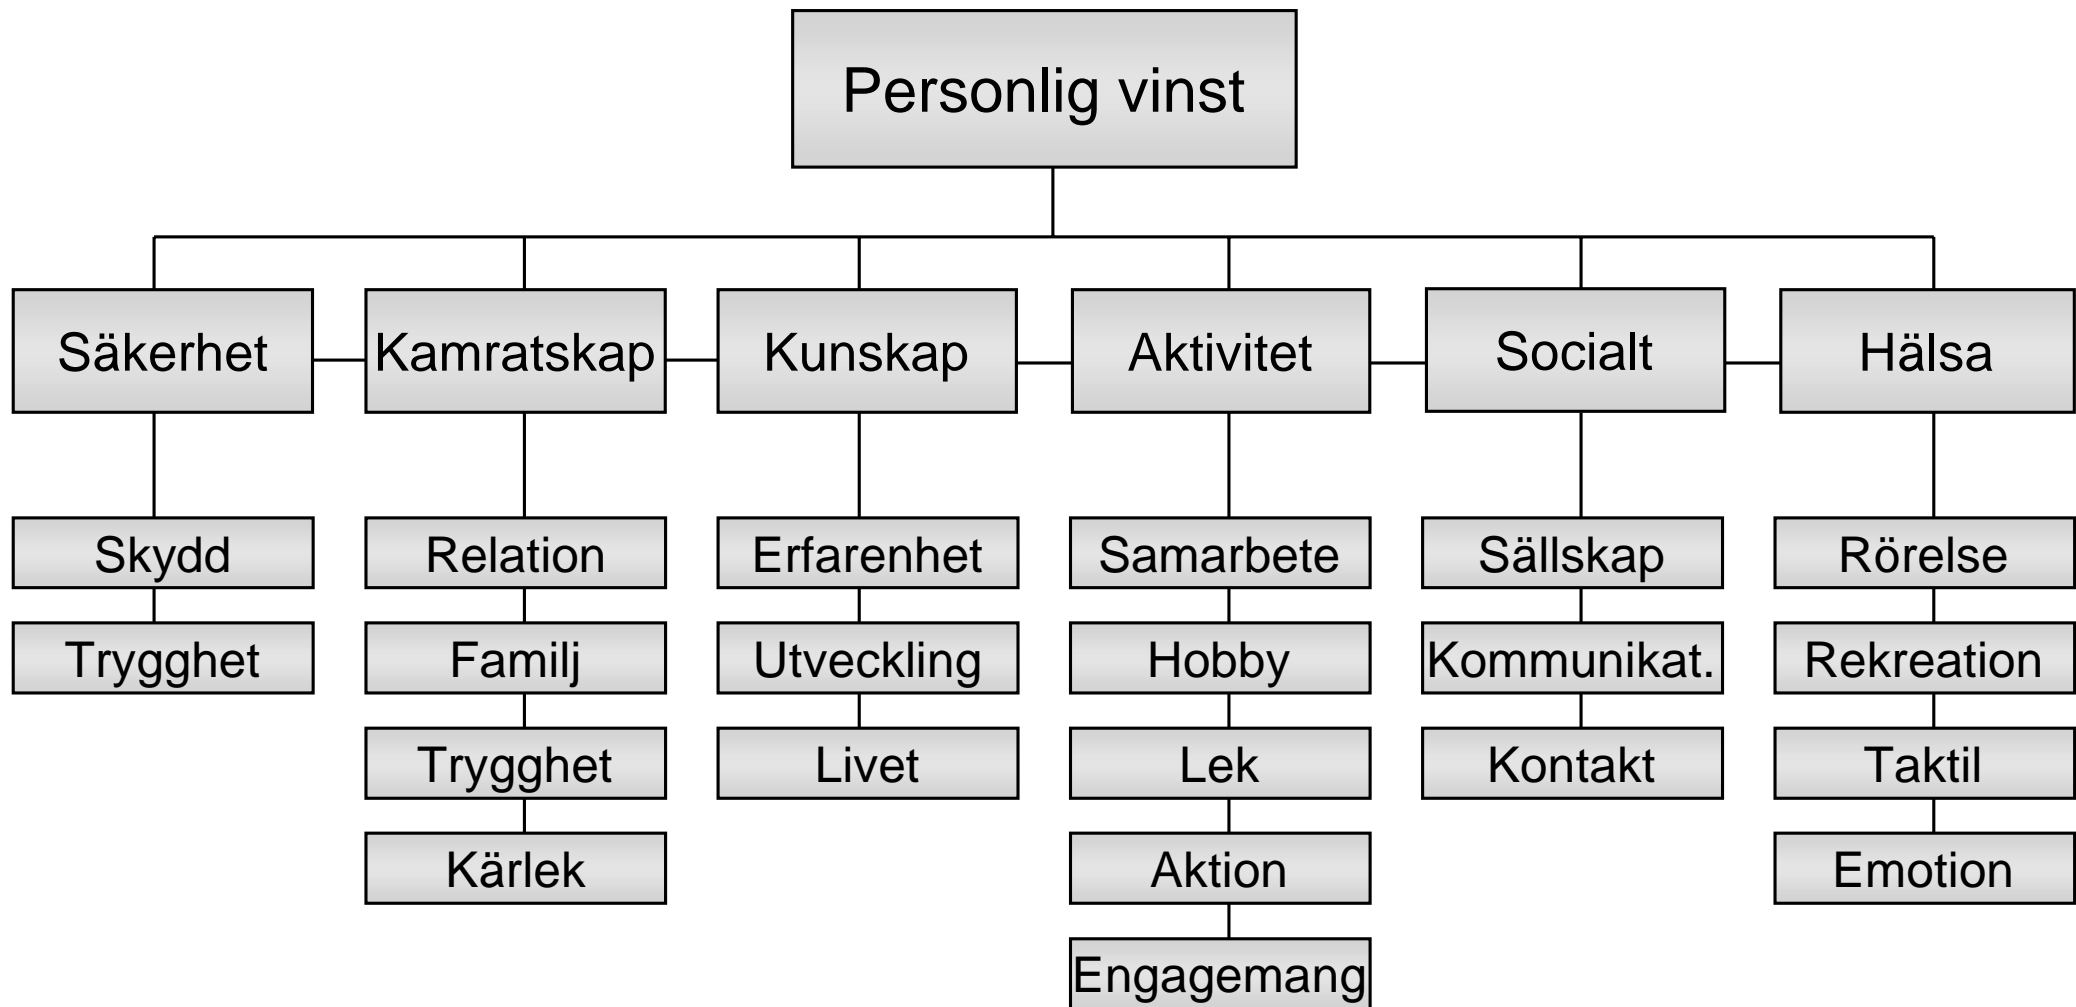 Personlig vinst
Säkerhet
Kamratskap
Kunskap
Aktivitet
Socialt
Hälsa
Skydd
Trygghet
Relation
Familj
Trygghet
Kärlek
Erfarenhet
Utveckling
Livet
Samarbete
Hobby
Lek
Aktion
Engagemang
Sällskap
Kommunikat.
Kontakt
Rörelse
Rekreation
Taktil
Emotion